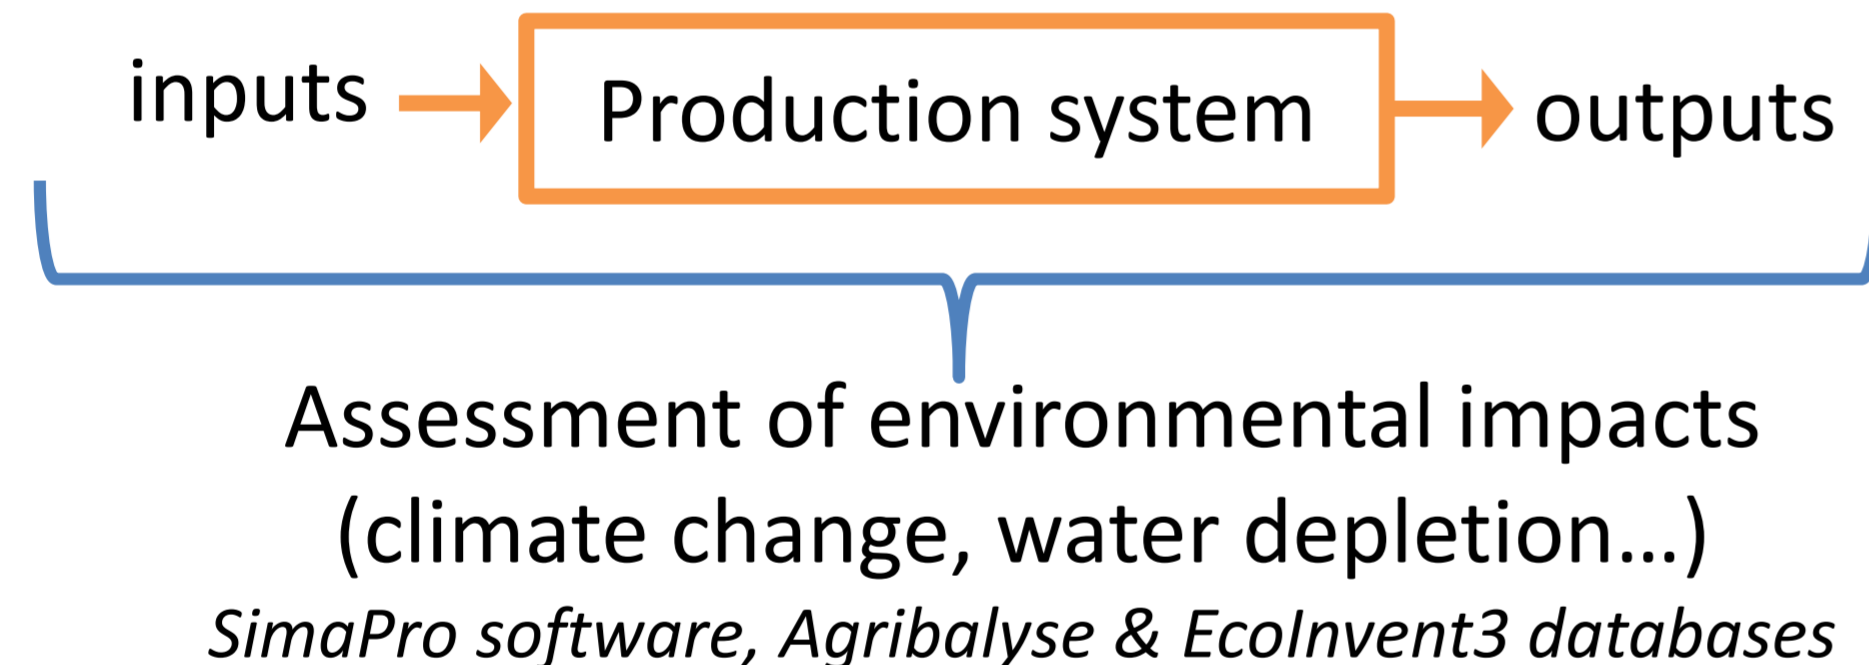 inputs
Production system
outputs
Assessment of environmental impacts
(climate change, water depletion...)
SimaPro software, Agribalyse & EcoInvent3 databases